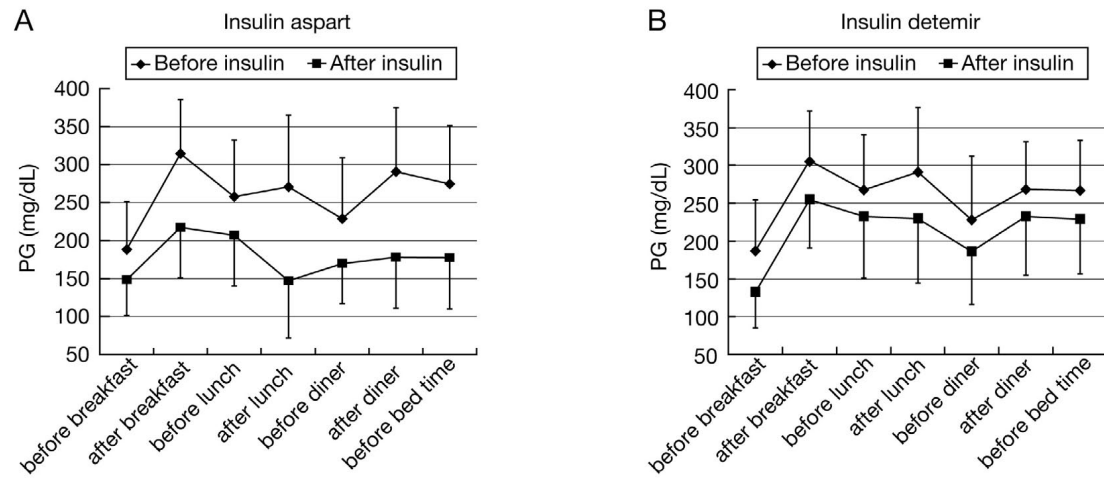 A
Insulin aspart
Before insulin After insulin
PG (mg/dL)
400
350
300
250
200
150
100
50
before breakfast
after breakfast
before lunch
after lunch
before diner
after diner
before bed time
B
Insulin detemir
Before insulin After insulin
PG (mg/dL)
400
350
300
250
200
150
100
50
before breakfast
after breakfast
before lunch
after lunch
before diner
after diner
before bed time